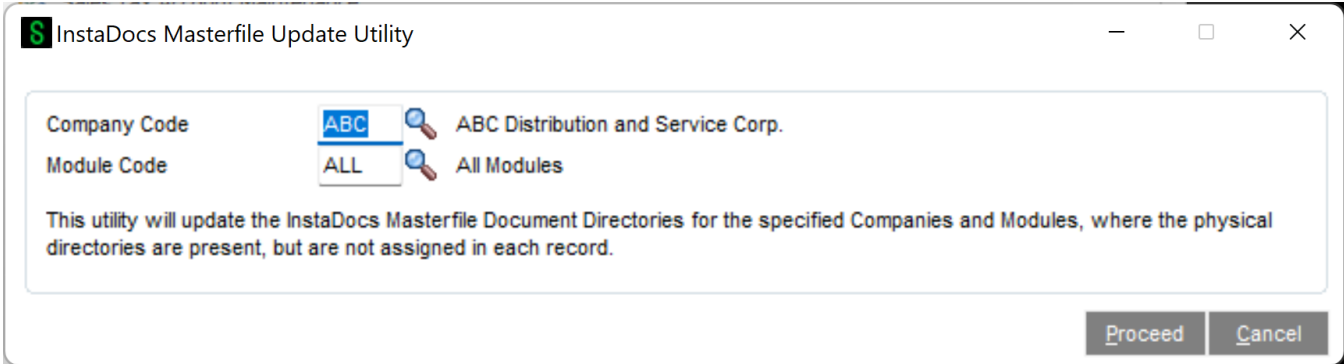 InstaDocs Masterfile Update Utility
Company Code ABC ABC Distribution and Service Corp.
Module Code ALL All Modules
This utility will update the InstaDocs Masterfile Document Directories for the specified Companies and Modules, where the physical
directories are present, but are not assigned in each record.
Proceed Cancel